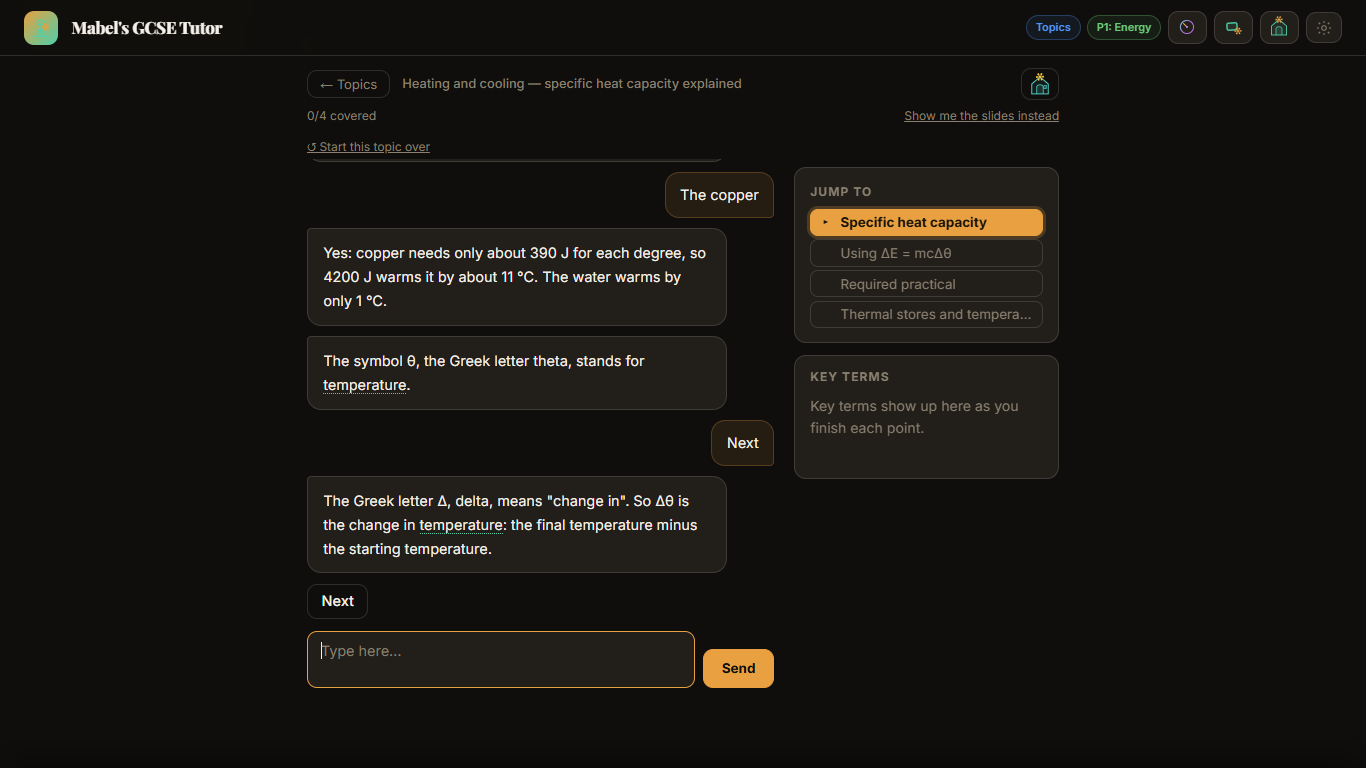 Mabel's GCSE Tutor
Topics
P1: Energy
← Topics
Heating and cooling — specific heat capacity explained
0/4 covered
Show me the slides instead
↺ Start this topic over
The copper
Yes: copper needs only about 390 J for each degree, so
4200 J warms it by about 11 °C. The water warms by
only 1 °C.
The symbol θ, the Greek letter theta, stands for
temperature.
Next
The Greek letter Δ, delta, means "change in". So Δθ is
the change in temperature: the final temperature minus
the starting temperature.
Next
Type here...
Send
JUMP TO
▸ Specific heat capacity
Using ΔE = mcΔθ
Required practical
Thermal stores and tempera...
KEY TERMS
Key terms show up here as you
finish each point.